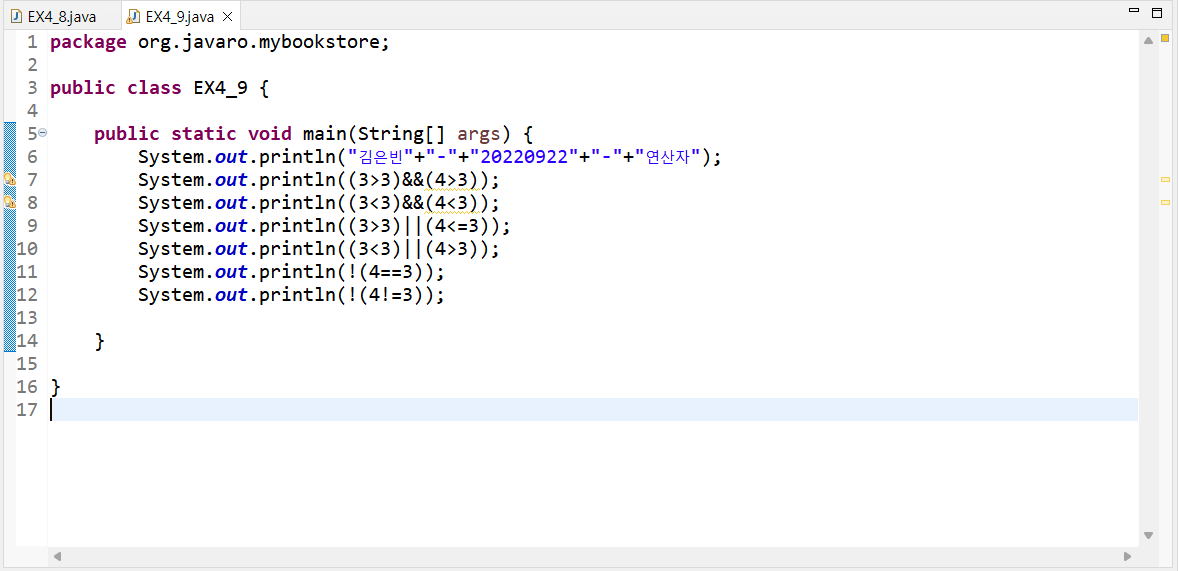 EX4_8.java EX4_9.java
1 package org.javaro.mybookstore;
2
3 public class EX4_9 {
4
5 public static void main(String[] args) {
6 System.out.println("김은빈"+"-"+"20220922"+"-"+"연산자");
7 System.out.println((3>3)&&(4>3));
8 System.out.println((3<3)&&(4<3));
9 System.out.println((3>3)||(4<=3));
10 System.out.println((3<3)||(4>3));
11 System.out.println(!(4==3));
12 System.out.println(!(4!=3));
13
14 }
15
16 }
17